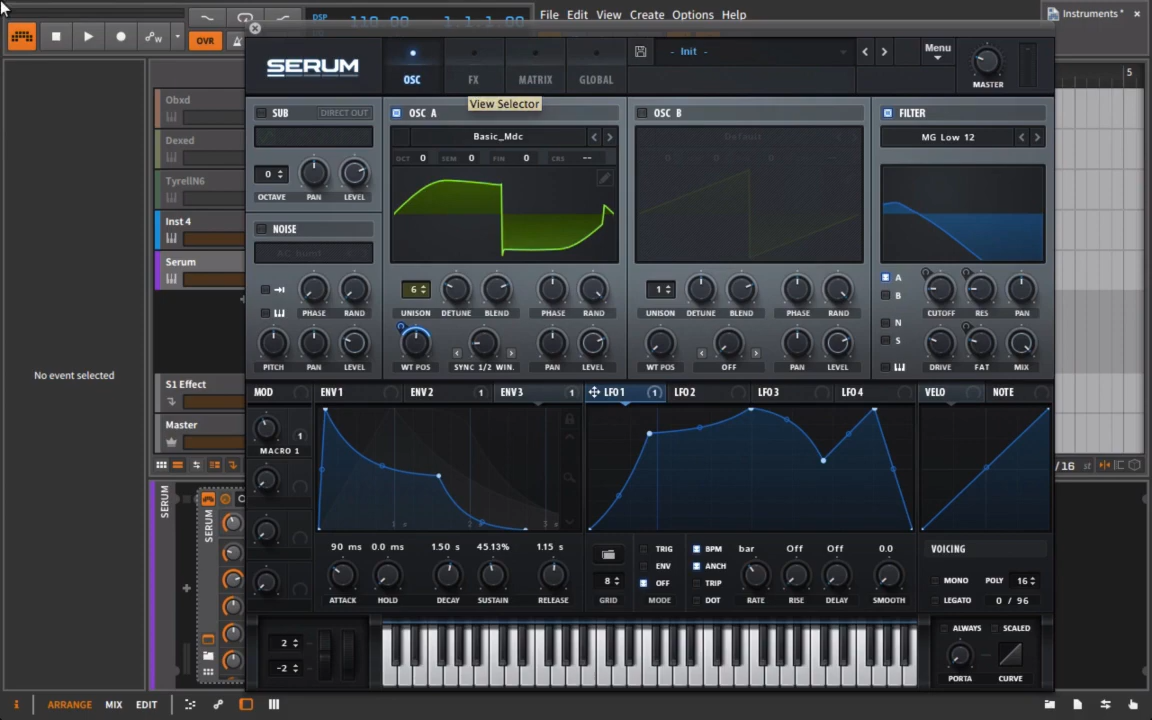 File Edit View Create Options Help
Instruments *
DSP
OVR
5
SERUM
OSC
FX
MATRIX
GLOBAL
- Init -
Menu
MASTER
View Selector
Obxd
Dexed
TyrellN6
Inst 4
Serum
S1 Effect
Master
No event selected
SUB
DIRECT OUT
0
OCTAVE PAN LEVEL
NOISE
AC hum1
PHASE RAND
PITCH PAN LEVEL
OSC A
Basic_Mdc
OCT 0 SEM 0 FIN 0 CRS --
6
UNISON DETUNE BLEND PHASE RAND
WT POS SYNC 1/2 WIN. PAN LEVEL
OSC B
Default
1
UNISON DETUNE BLEND PHASE RAND
WT POS OFF PAN LEVEL
FILTER
MG Low 12
A
B
N
S
CUTOFF RES PAN
DRIVE FAT MIX
MOD
ENV 1
ENV 2 1
ENV 3 1
LFO 1 1
LFO 2
LFO 3
LFO 4
VELO
NOTE
1
MACRO 1
90 ms 0.0 ms 1.50 s 45.13% 1.15 s
ATTACK HOLD DECAY SUSTAIN RELEASE
8
GRID
TRIG
ENV
OFF
MODE
BPM
ANCH
TRIP
DOT
bar Off Off 0.0
RATE RISE DELAY SMOOTH
VOICING
MONO POLY 16
LEGATO 0 / 96
ALWAYS SCALED
PORTA CURVE
2
-2
/16
st
SERUM
SERUM
ARRANGE MIX EDIT